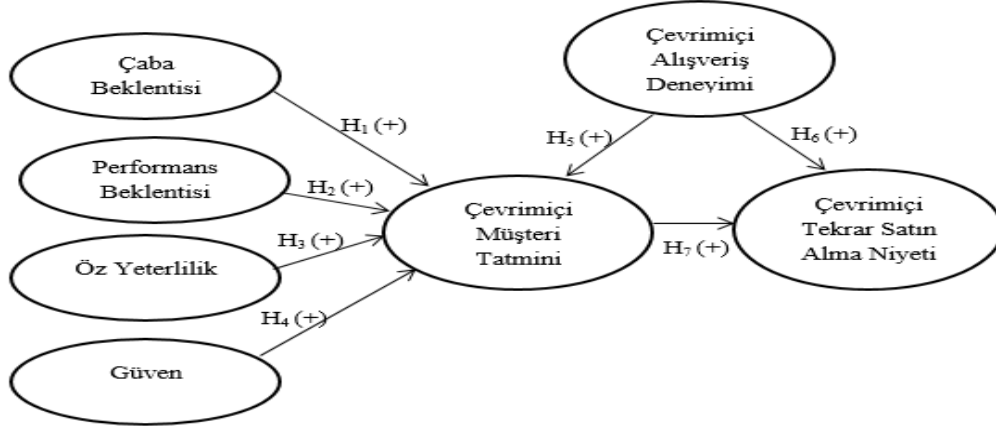 Çaba
Beklentisi
H₁ (+)
Performans
Beklentisi
H₂ (+)
Öz Yeterlilik
H₃ (+)
Güven
H₄ (+)
Çevrimiçi
Alışveriş
Deneyimi
H₅ (+)
H₆ (+)
Çevrimiçi
Müşteri
Tatmini
H₇ (+)
Çevrimiçi
Tekrar Satın
Alma Niyeti